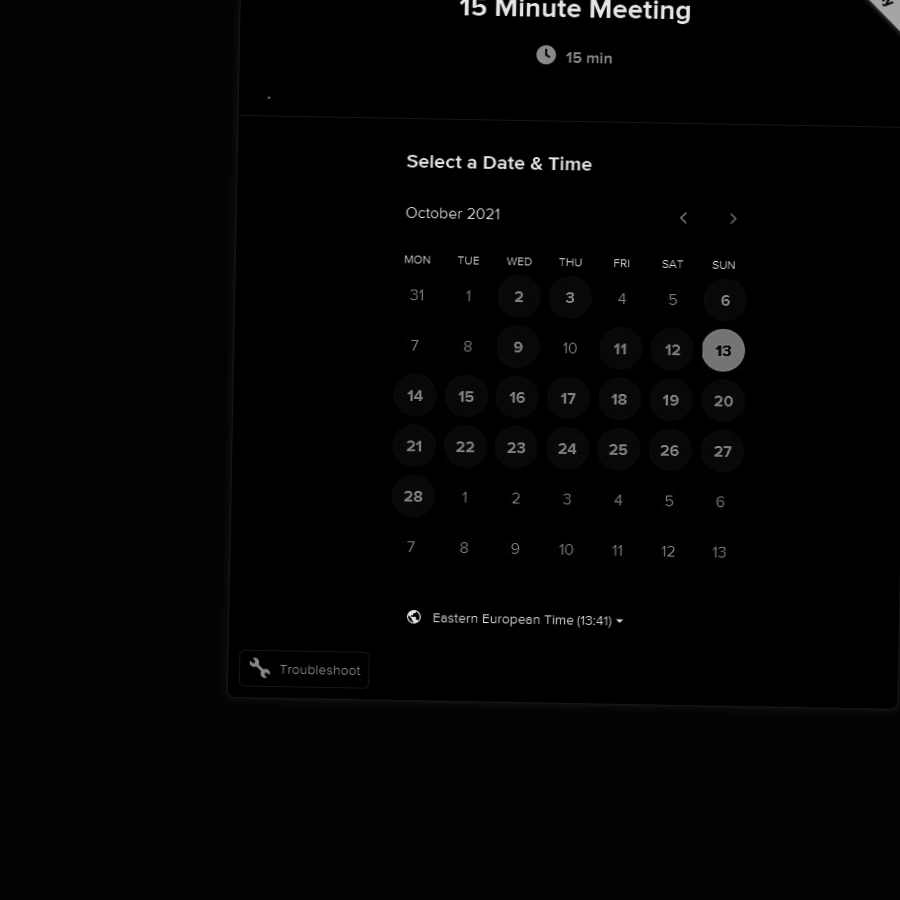 15 Minute Meeting
15 min
Select a Date & Time
October 2021
MON TUE WED THU FRI SAT SUN
31 1 2 3 4 5 6
7 8 9 10 11 12 13
14 15 16 17 18 19 20
21 22 23 24 25 26 27
28 1 2 3 4 5 6
7 8 9 10 11 12 13
Eastern European Time (13:41)
Troubleshoot